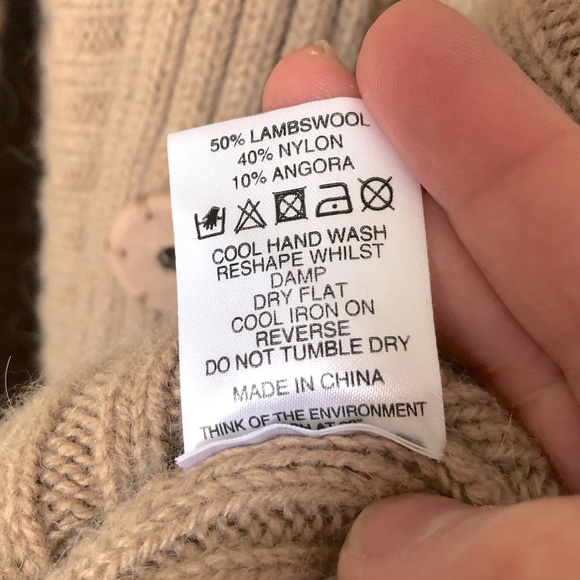 50% LAMBSWOOL
40% NYLON
10% ANGORA
COOL HAND WASH
RESHAPE WHILST
DAMP
DRY FLAT
COOL IRON ON
REVERSE
DO NOT TUMBLE DRY
MADE IN CHINA
THINK OF THE ENVIRONMENT
AT